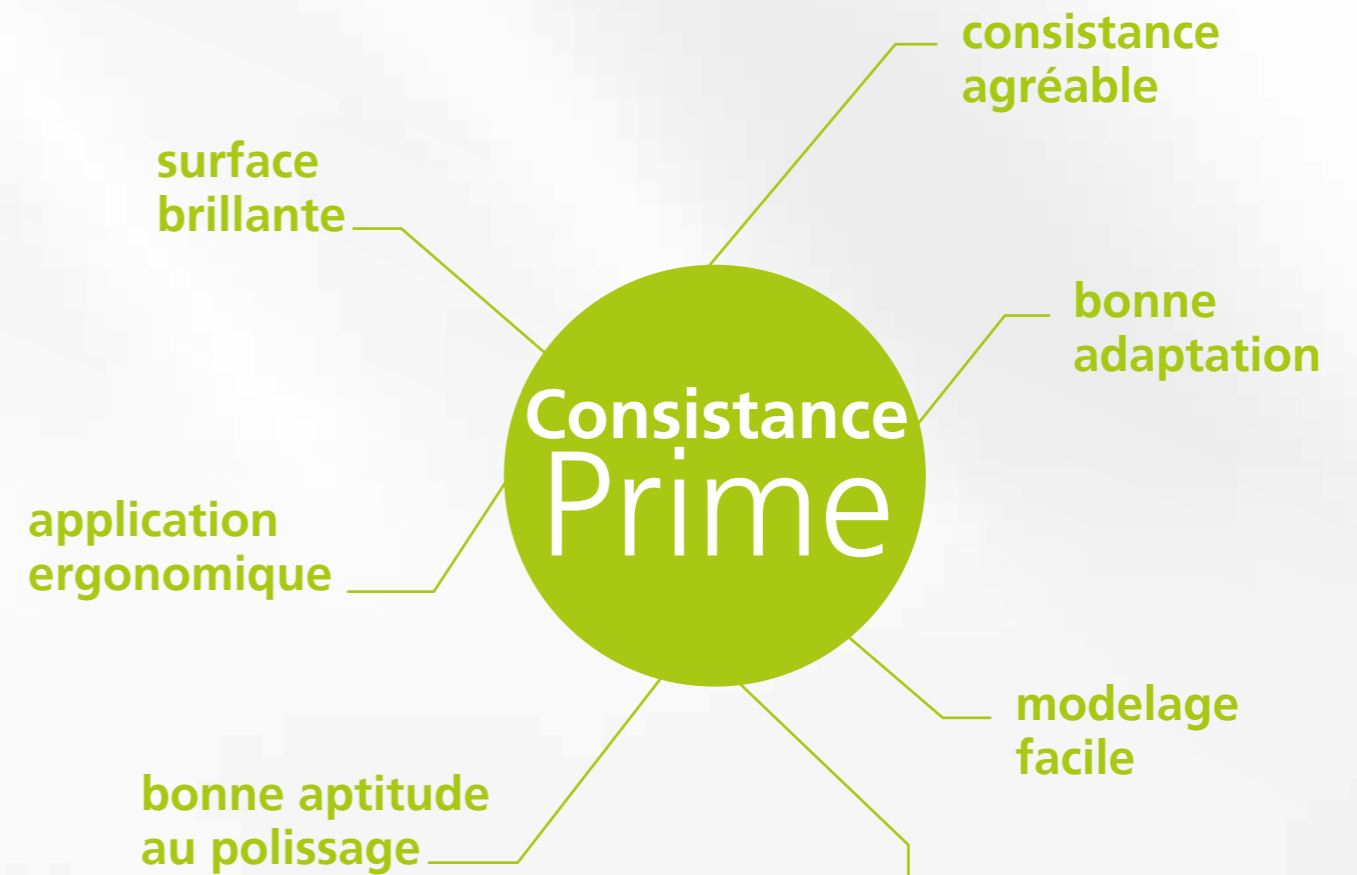 consistance
agréable
surface
brillante
bonne
adaptation
Consistance
Prime
application
ergonomique
modelage
facile
bonne aptitude
au polissage